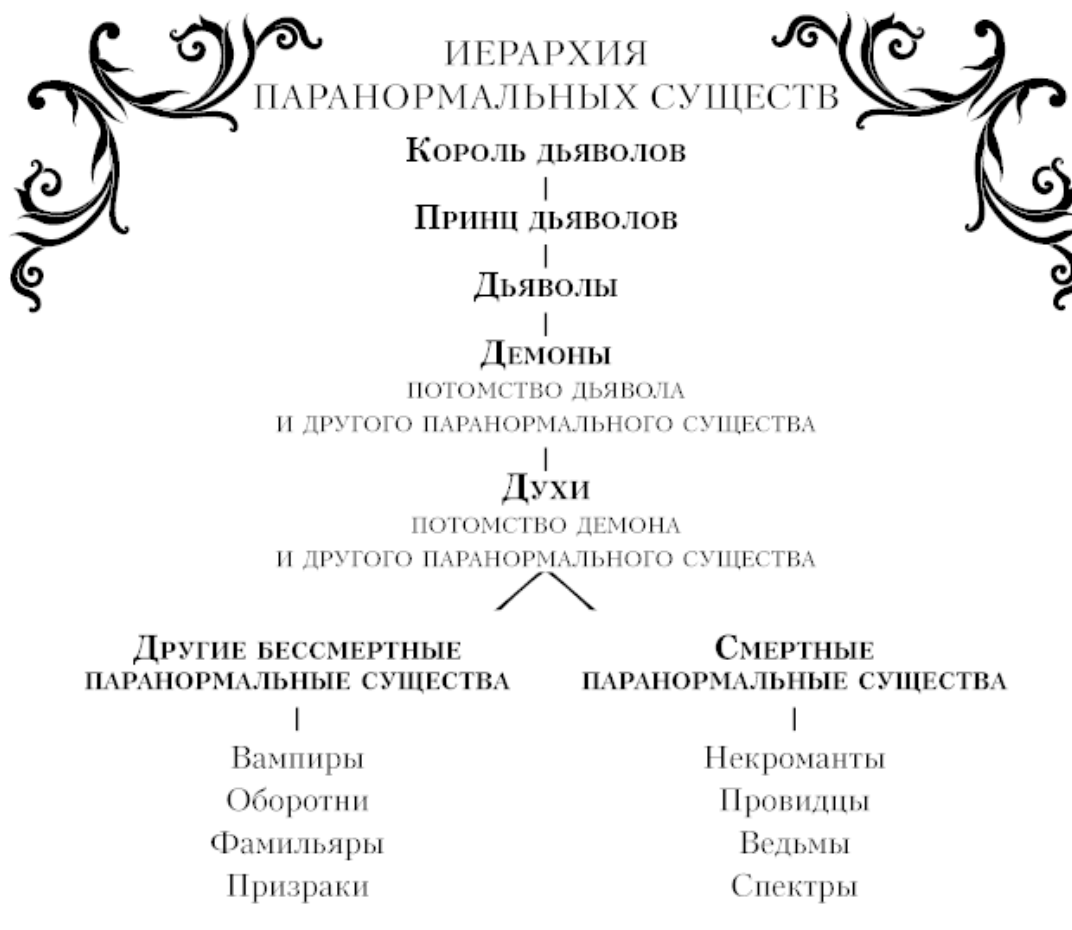 ИЕРАРХИЯ
ПАРАНОРМАЛЬНЫХ СУЩЕСТВ
КОРОЛЬ ДЬЯВОЛОВ
ПРИНЦ ДЬЯВОЛОВ
ДЬЯВОЛЫ
ДЕМОНЫ
ПОТОМСТВО ДЬЯВОЛА
И ДРУГОГО ПАРАНОРМАЛЬНОГО СУЩЕСТВА
ДУХИ
ПОТОМСТВО ДЕМОНА
И ДРУГОГО ПАРАНОРМАЛЬНОГО СУЩЕСТВА
ДРУГИЕ БЕССМЕРТНЫЕ
ПАРАНОРМАЛЬНЫЕ СУЩЕСТВА
Вампиры
Оборотни
Фамильяры
Призраки
СМЕРТНЫЕ
ПАРАНОРМАЛЬНЫЕ СУЩЕСТВА
Некроманты
Провидцы
Ведьмы
Спектры